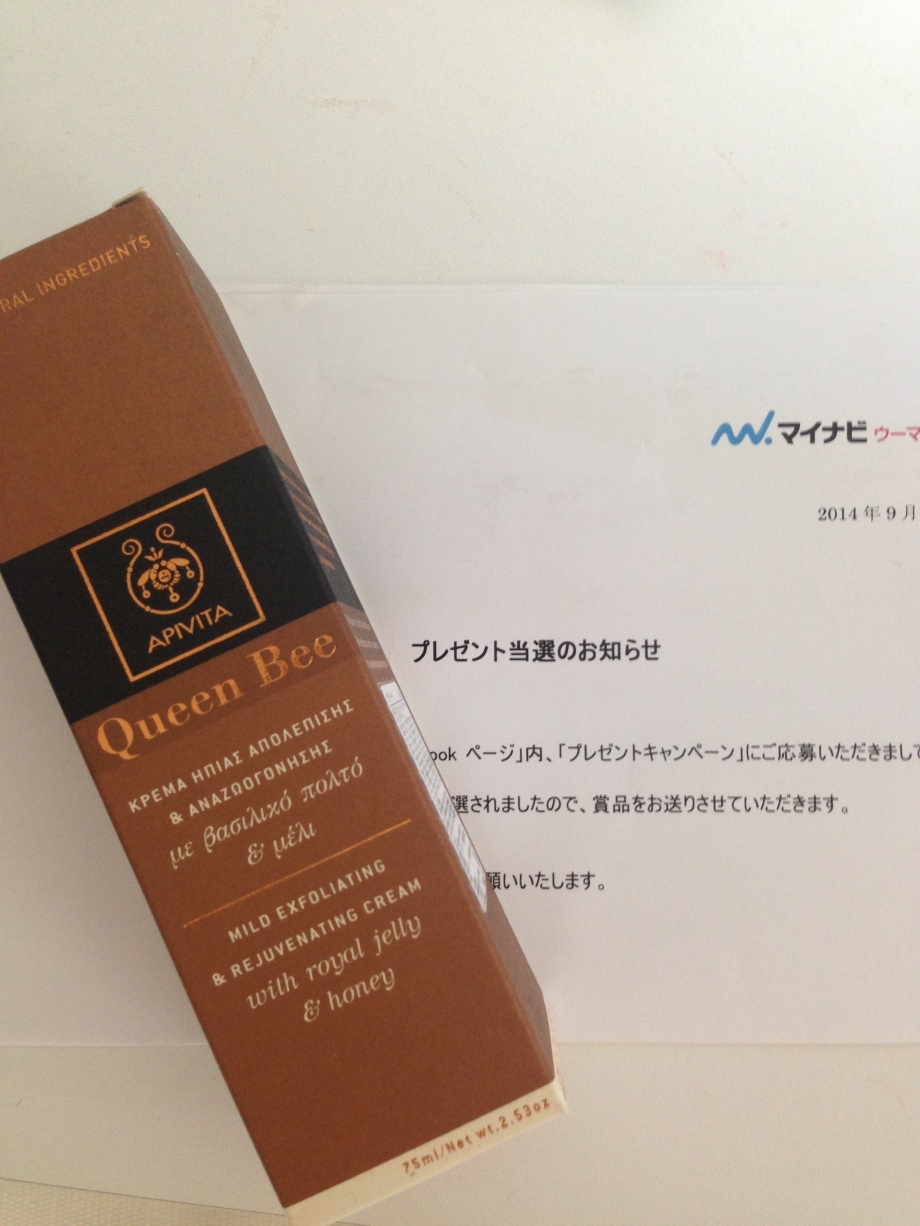 RAL INGREDIENTS
APIVITA
Queen Bee
ΚΡΕΜΑ ΗΠΙΑΣ ΑΠΟΛΕΠΙΣΗΣ
& ΑΝΑΖΩΟΓΟΝΗΣΗΣ
με βασιλικό πολτό
& μέλι
MILD EXFOLIATING
& REJUVENATING CREAM
with royal jelly
& honey
75ml/Net wt.2.53oz
マイナビ ウーマ
2014 年 9 月
プレゼント当選のお知らせ
ook ページ」内、「プレゼントキャンペーン」にご応募いただきまして
選されましたので、賞品をお送りさせていただきます。
願いいたします。